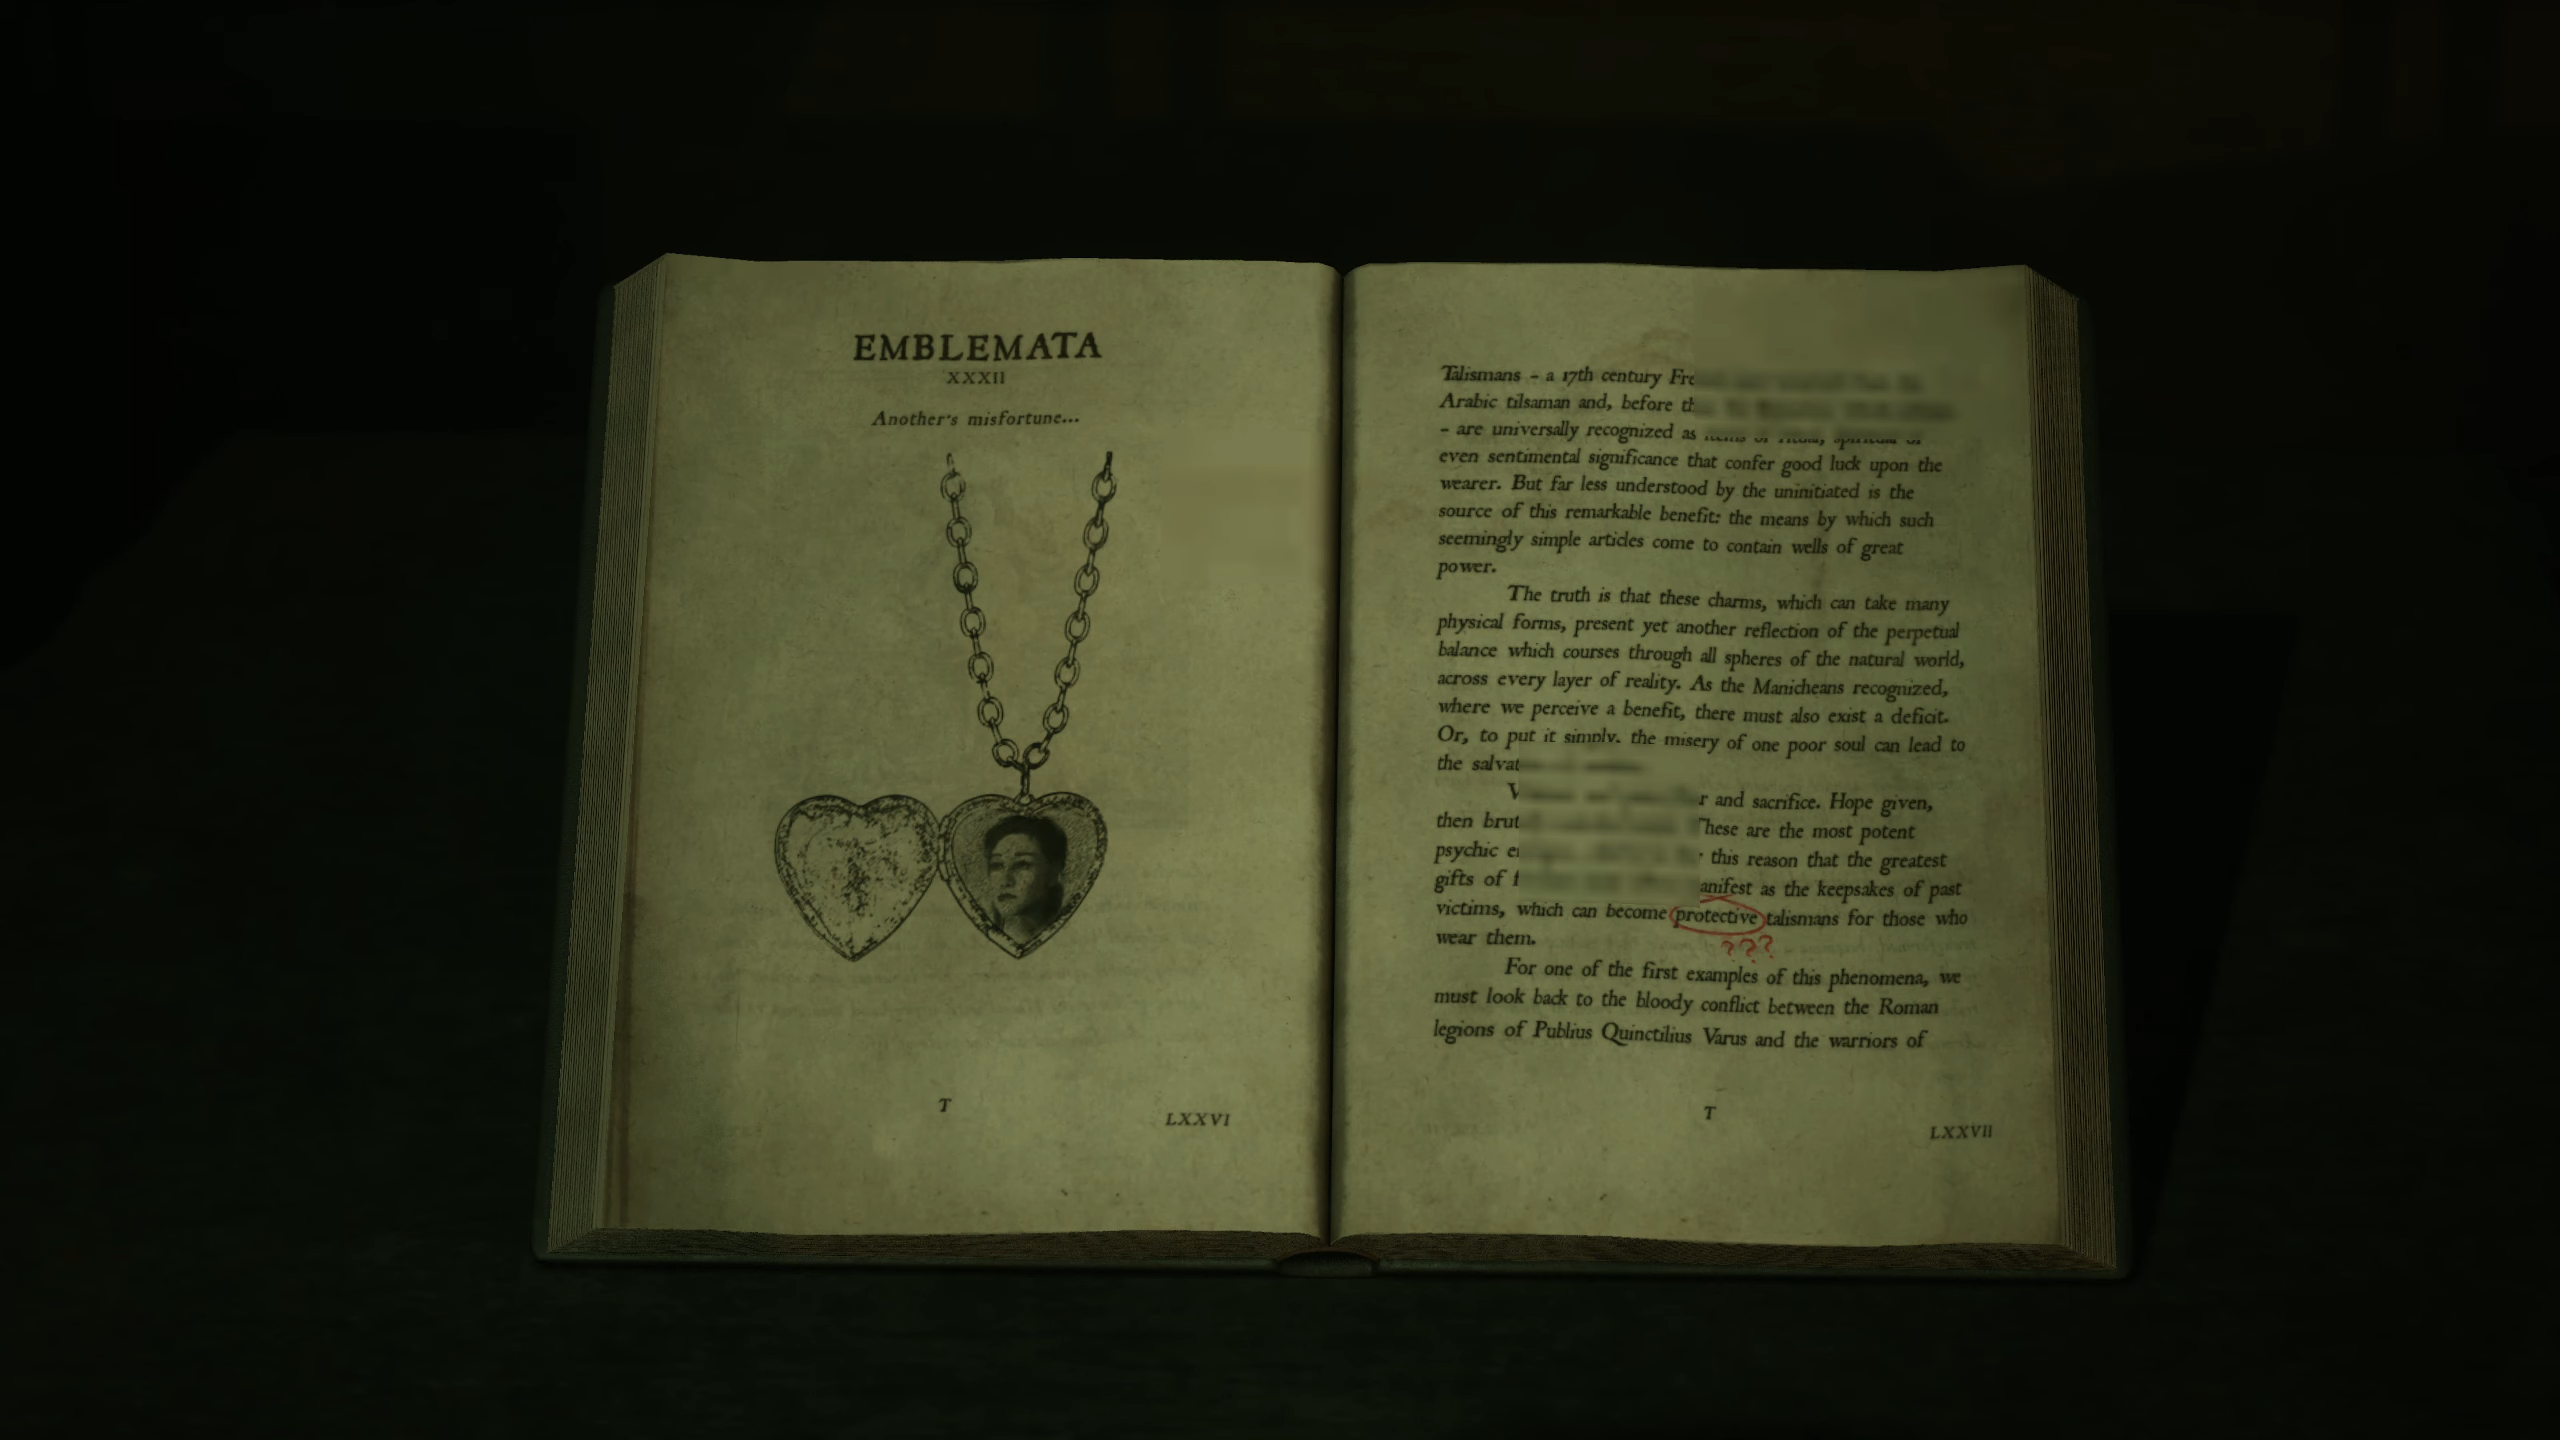 EMBLEMATA
XXXII
Another's misfortune...
T
LXXVI
Talismans - a 17th century
Arabic tilsaman and, before
- are universally recognized as
even sentimental significance that confer good luck upon the
wearer. But far less understood by the uninitiated is the
source of this remarkable benefit: the means by which such
seemingly simple articles come to contain wells of great
power.
The truth is that these charms, which can take many
physical forms, present yet another reflection of the perpetual
balance which courses through all spheres of the natural world,
across every layer of reality. As the Manicheans recognized,
where we perceive a benefit, there must also exist a deficit.
Or, to put it simply, the misery of one poor soul can lead to
the
and sacrifice. Hope given,
then These are the most potent
psychic this reason that the greatest
gifts of as the keepsakes of past
victims, which can become protective talismans for those who
???
wear them.
For one of the first examples of this phenomena, we
must look back to the bloody conflict between the Roman
legions of Publius Quinctilius Varus and the warriors of
T
LXXVII